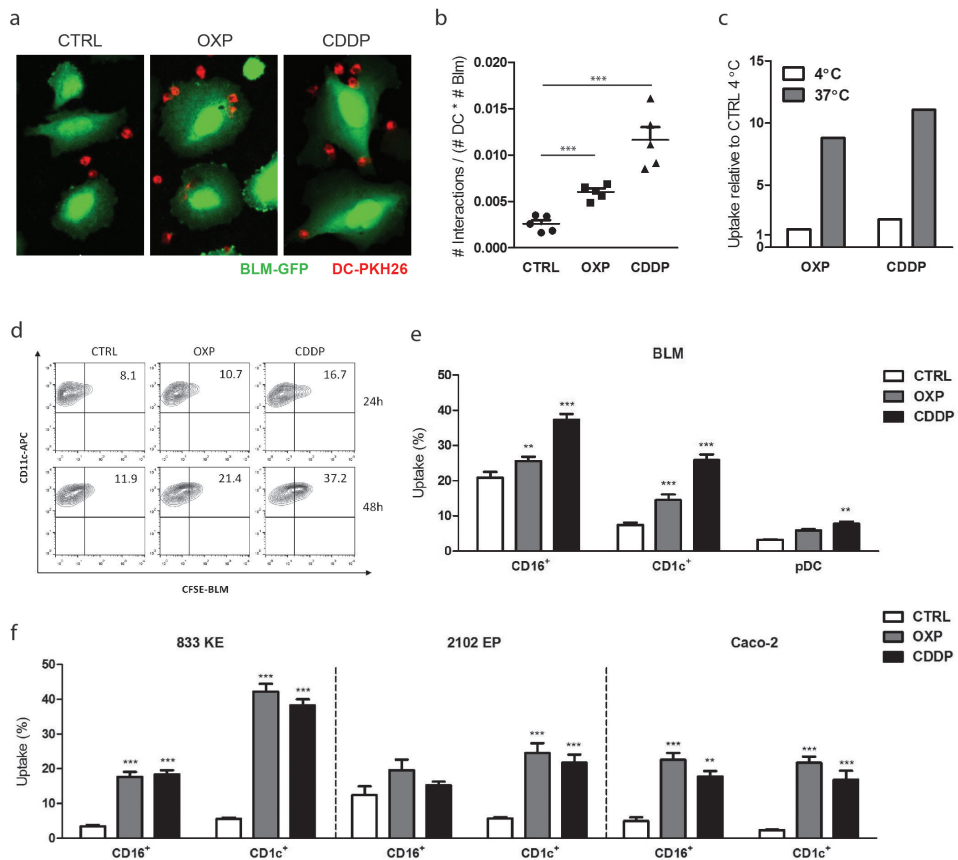 a
CTRL OXP CDDP
BLM-GFP DC-PKH26
b
# Interactions / (# DC * # Blm)
0.020
0.015
0.010
0.005
0.000
***
***
CTRL OXP CDDP
c
Uptake relative to CTRL 4 °C
15
10
5
1
0
4°C
37°C
OXP CDDP
d
CTRL OXP CDDP
8.1 10.7 16.7
24h
11.9 21.4 37.2
48h
CD11c-APC
CFSE-BLM
e
BLM
Uptake (%)
50
40
30
20
10
0
** *** *** *** **
CD16+ CD1c+ pDC
CTRL
OXP
CDDP
f
833 KE 2102 EP Caco-2
CTRL
OXP
CDDP
Uptake (%)
50
40
30
20
10
0
*** *** *** *** *** *** *** ** *** ***
CD16+ CD1c+ CD16+ CD1c+ CD16+ CD1c+